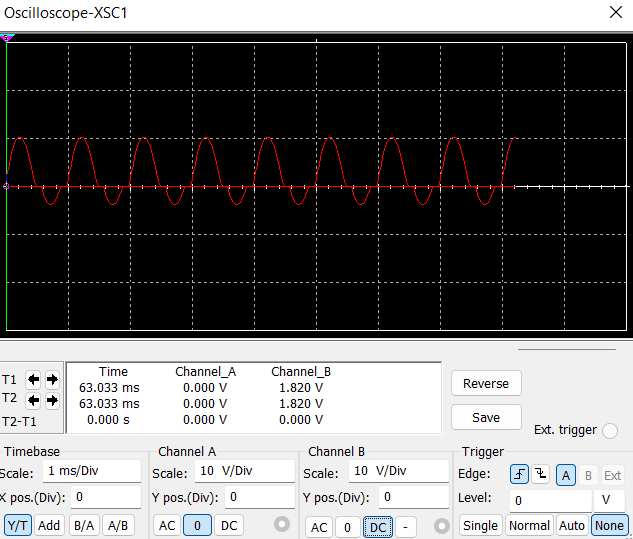 Oscilloscope-XSC1
Time Channel_A Channel_B
T1 63.033 ms 0.000 V 1.820 V
T2 63.033 ms 0.000 V 1.820 V
T2-T1 0.000 s 0.000 V 0.000 V
Reverse
Save
Ext. trigger
Timebase
Scale: 1 ms/Div
X pos.(Div): 0
Y/T Add B/A A/B
Channel A
Scale: 10 V/Div
Y pos.(Div): 0
AC 0 DC
Channel B
Scale: 10 V/Div
Y pos.(Div): 0
AC 0 DC -
Trigger
Edge: A B Ext
Level: 0 V
Single Normal Auto None